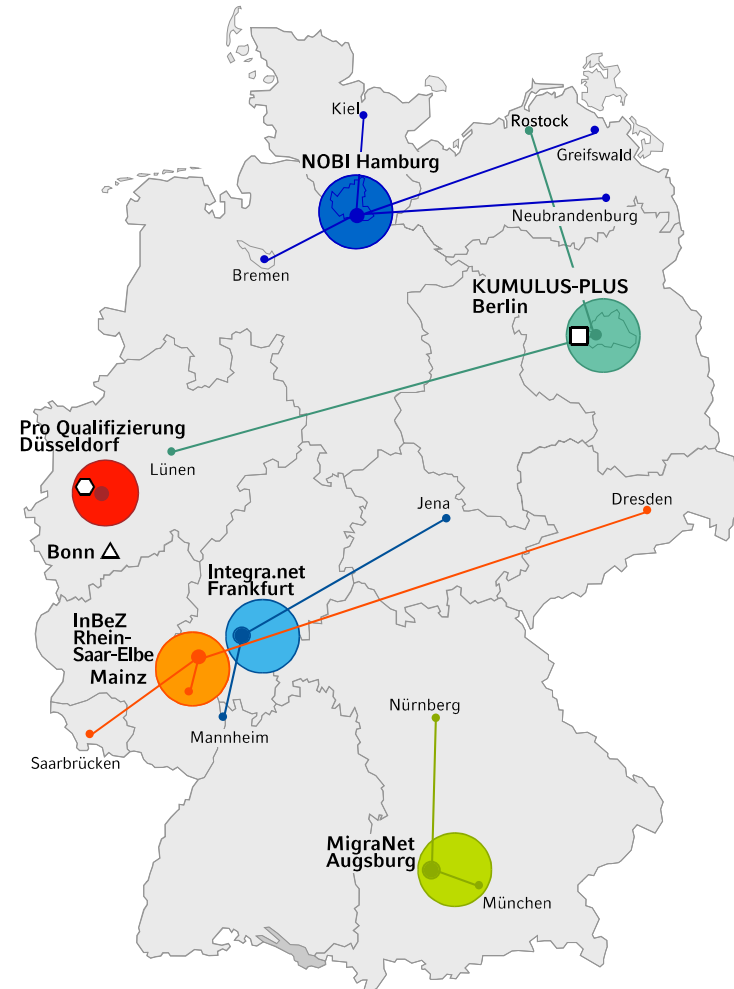 Kiel
Rostock
Greifswald
NOBI Hamburg
Neubrandenburg
Bremen
KUMULUS-PLUS
Berlin
Pro Qualifizierung
Düsseldorf
Lünen
Jena
Dresden
Bonn
Integra.net
Frankfurt
InBeZ
Rhein-
Saar-Elbe
Mainz
Nürnberg
Mannheim
Saarbrücken
MigraNet
Augsburg
München